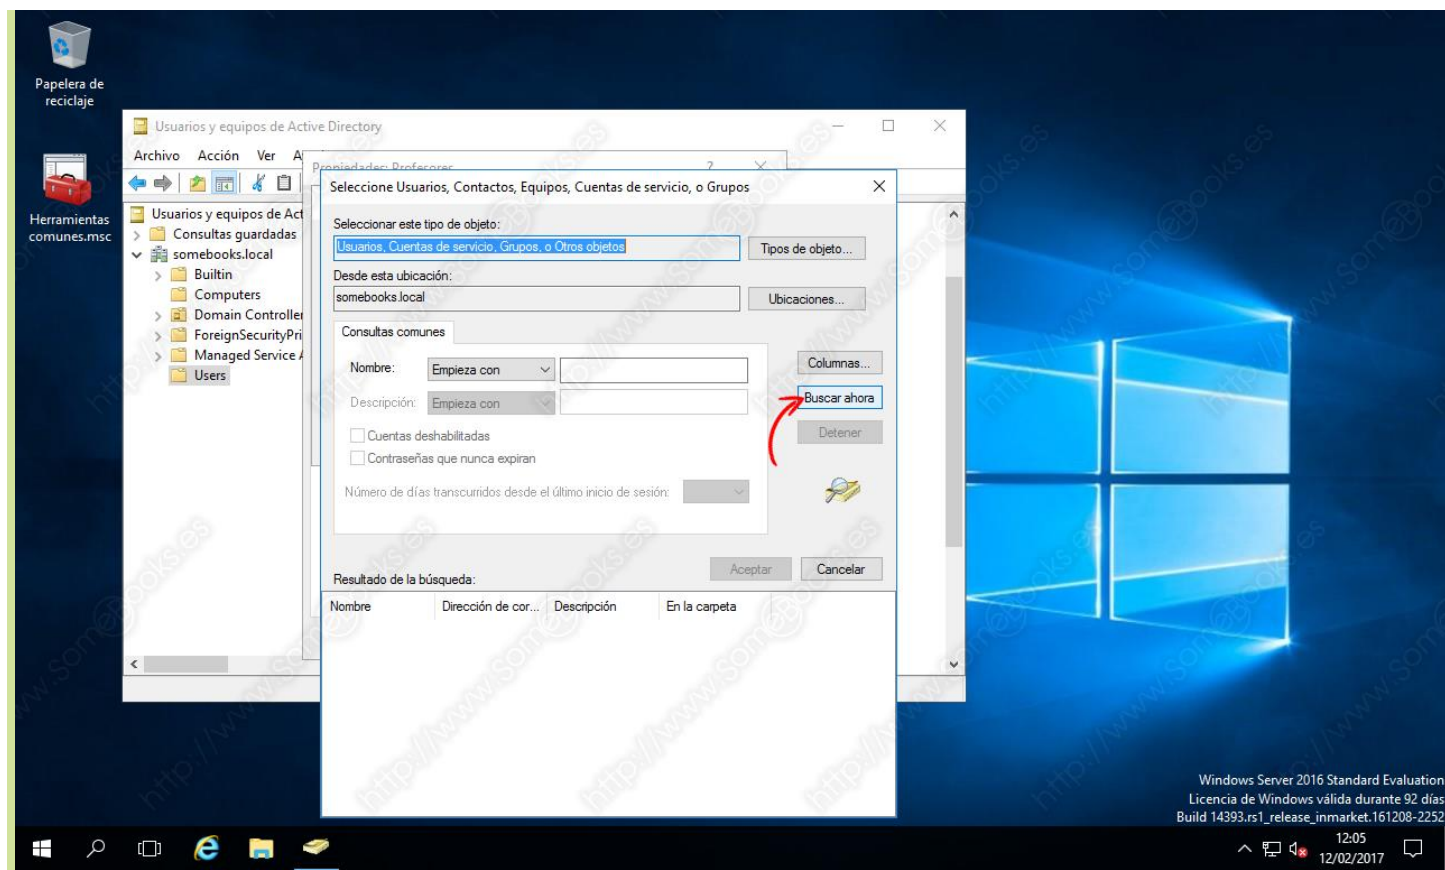 Papelera de
reciclaje
Herramientas
comunes.msc
Usuarios y equipos de Active Directory
Archivo Acción Ver
Propiedades: Profesores ?
Usuarios y equipos de Act
Consultas guardadas
somebooks.local
Builtin
Computers
Domain Controller
ForeignSecurityPri
Managed Service A
Users
Seleccione Usuarios, Contactos, Equipos, Cuentas de servicio, o Grupos
Seleccionar este tipo de objeto:
Usuarios, Cuentas de servicio, Grupos, o Otros objetos
Tipos de objeto...
Desde esta ubicación:
somebooks.local
Ubicaciones...
Consultas comunes
Nombre: Empieza con
Columnas...
Descripción: Empieza con
Buscar ahora
Cuentas deshabilitadas
Detener
Contraseñas que nunca expiran
Número de días transcurridos desde el último inicio de sesión:
Aceptar Cancelar
Resultado de la búsqueda:
Nombre Dirección de cor... Descripción En la carpeta
Windows Server 2016 Standard Evaluation
Licencia de Windows válida durante 92 días
Build 14393.rs1_release_inmarket.161208-2252
12:05
12/02/2017
http://www.SomeBooks.es